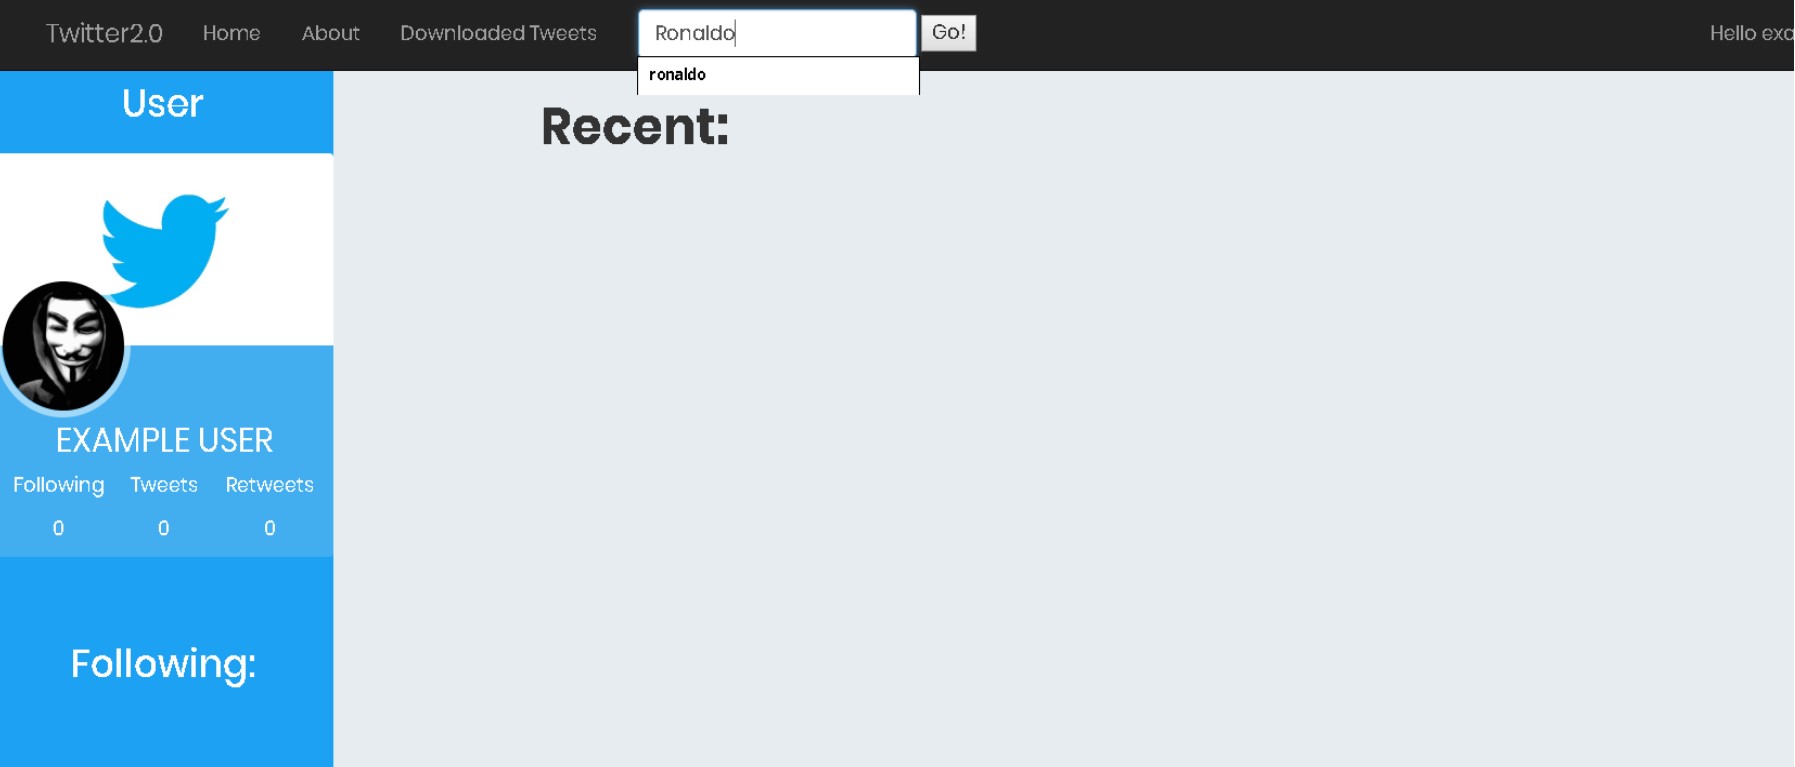 Twitter2.0 Home About Downloaded Tweets Ronaldo Go! Hello exa
ronaldo
User
Recent:
EXAMPLE USER
Following Tweets Retweets
0 0 0
Following: